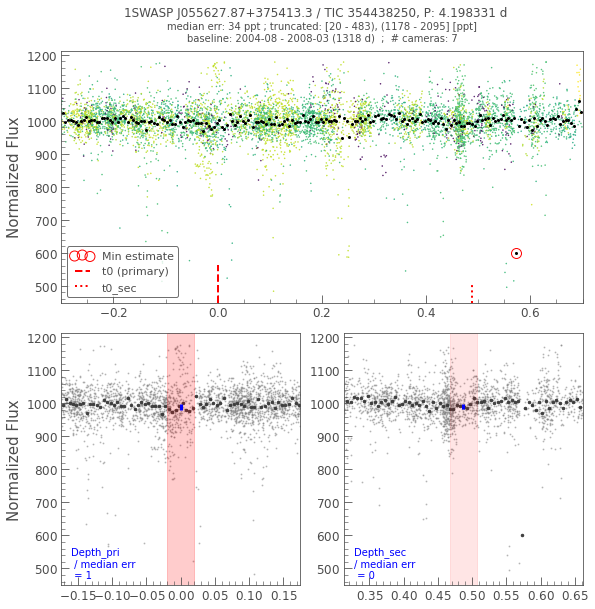 1SWASP J055627.87+375413.3 / TIC 354438250, P: 4.198331 d
median err: 34 ppt ; truncated: [20 - 483), (1178 - 2095] [ppt]
baseline: 2004-08 - 2008-03 (1318 d)  ;  # cameras: 7
Normalized Flux
1200
1100
1000
900
800
700
600
500
Min estimate
t0 (primary)
t0_sec
−0.2 0.0 0.2 0.4 0.6
Normalized Flux
1200
1100
1000
900
800
700
600
500
Depth_pri
/ median err
= 1
−0.15 −0.10 −0.05 0.00 0.05 0.10 0.15
1200
1100
1000
900
800
700
600
500
Depth_sec
/ median err
= 0
0.35 0.40 0.45 0.50 0.55 0.60 0.65